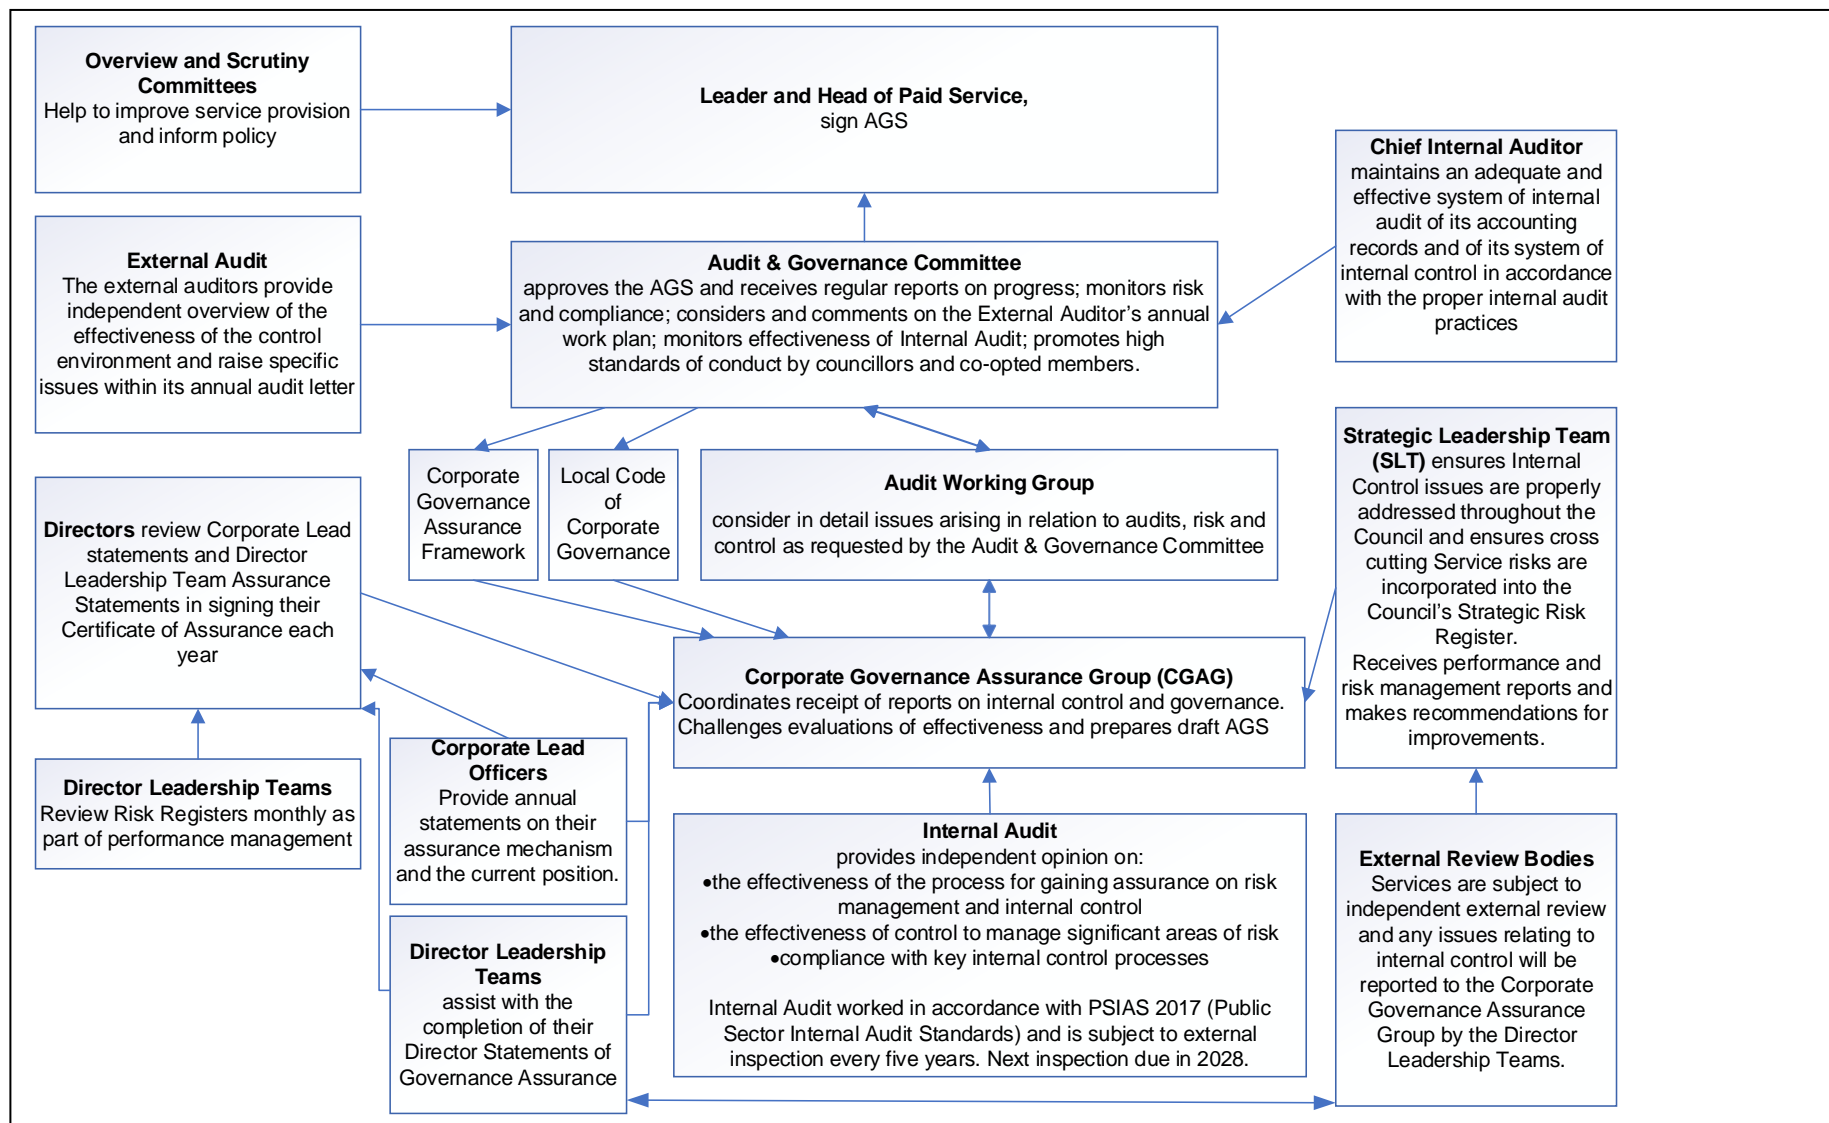 Overview and Scrutiny
Committees
Help to improve service provision
and inform policy
Leader and Head of Paid Service,
sign AGS
Chief Internal Auditor
maintains an adequate and
effective system of internal
audit of its accounting
records and of its system of
internal control in accordance
with the proper internal audit
practices
External Audit
The external auditors provide
independent overview of the
effectiveness of the control
environment and raise specific
issues within its annual audit letter
Audit & Governance Committee
approves the AGS and receives regular reports on progress; monitors risk
and compliance; considers and comments on the External Auditor’s annual
work plan; monitors effectiveness of Internal Audit; promotes high
standards of conduct by councillors and co-opted members.
Corporate
Governance
Assurance
Framework
Local Code
of
Corporate
Governance
Audit Working Group
consider in detail issues arising in relation to audits, risk and
control as requested by the Audit & Governance Committee
Strategic Leadership Team
(SLT) ensures Internal
Control issues are properly
addressed throughout the
Council and ensures cross
cutting Service risks are
incorporated into the
Council’s Strategic Risk
Register.
Receives performance and
risk management reports and
makes recommendations for
improvements.
Directors review Corporate Lead
statements and Director
Leadership Team Assurance
Statements in signing their
Certificate of Assurance each
year
Corporate Governance Assurance Group (CGAG)
Coordinates receipt of reports on internal control and governance.
Challenges evaluations of effectiveness and prepares draft AGS
Director Leadership Teams
Review Risk Registers monthly as
part of performance management
Corporate Lead
Officers
Provide annual
statements on their
assurance mechanism
and the current position.
Director Leadership
Teams
assist with the
completion of their
Director Statements of
Governance Assurance
Internal Audit
provides independent opinion on:
•the effectiveness of the process for gaining assurance on risk
management and internal control
•the effectiveness of control to manage significant areas of risk
•compliance with key internal control processes
Internal Audit worked in accordance with PSIAS 2017 (Public
Sector Internal Audit Standards) and is subject to external
inspection every five years. Next inspection due in 2028.
External Review Bodies
Services are subject to
independent external review
and any issues relating to
internal control will be
reported to the Corporate
Governance Assurance
Group by the Director
Leadership Teams.